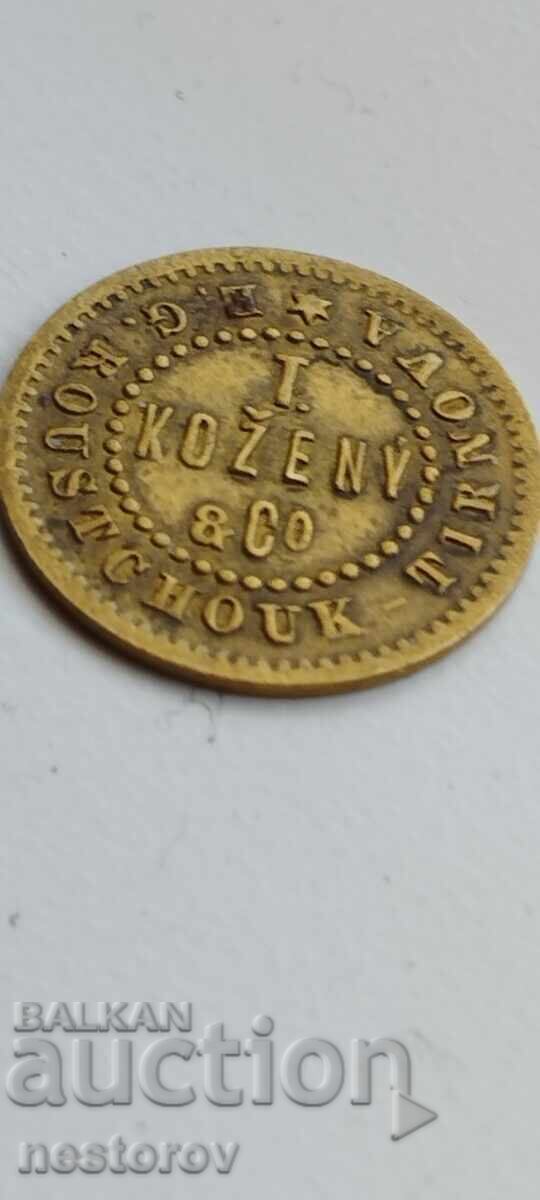 E.G. ROUSTCHOUK - TIRNOVA
T.
KOŽENÝ
& Co
BALKAN
auction
nestorov